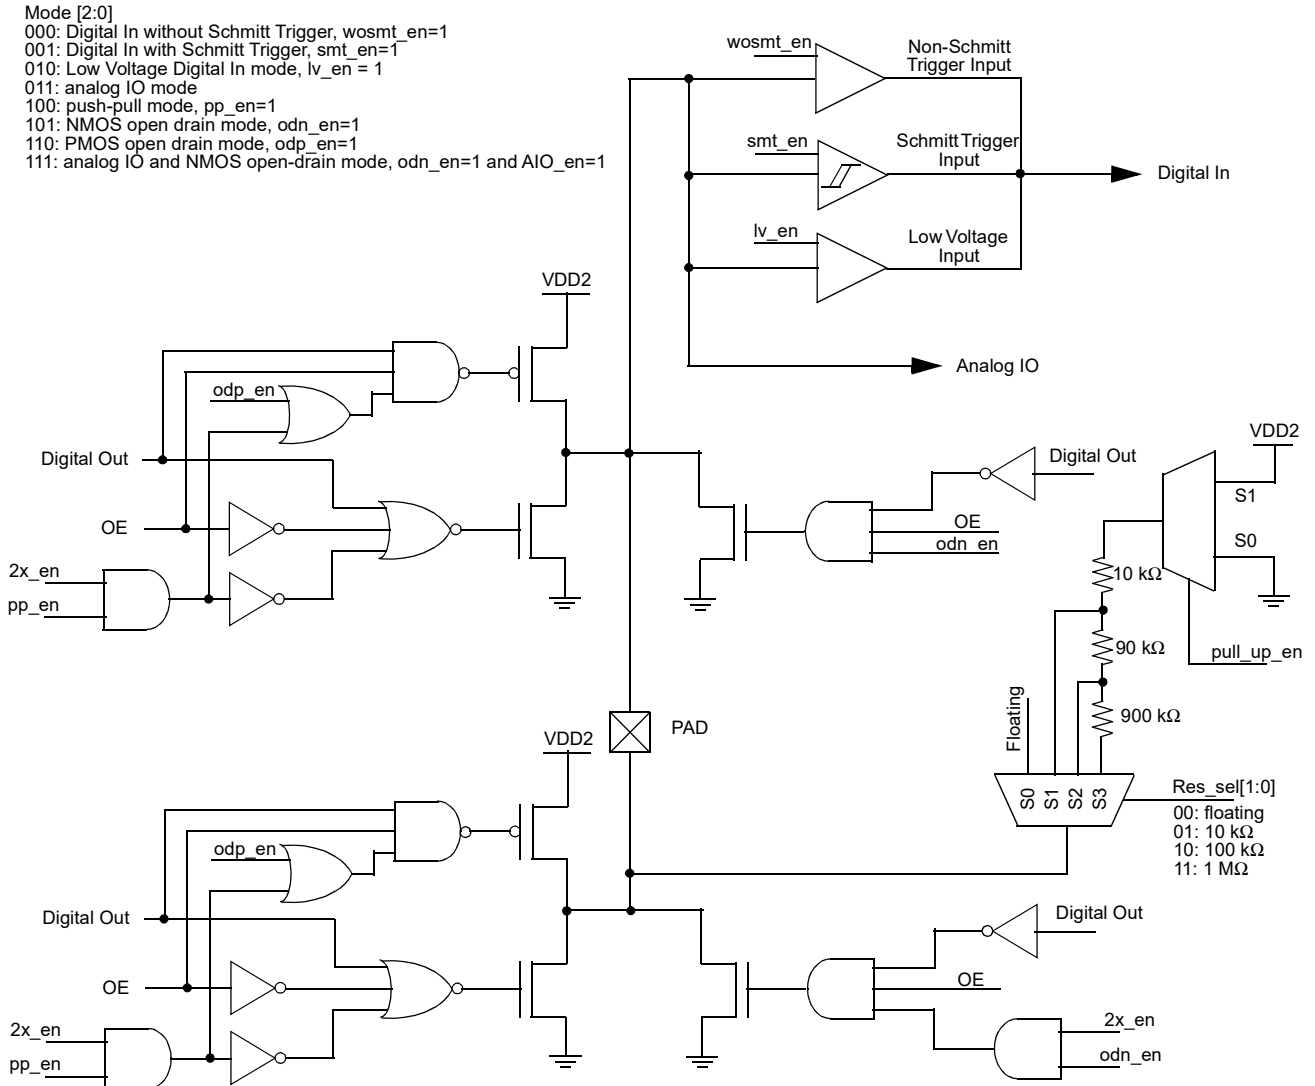 Mode [2:0]
000: Digital In without Schmitt Trigger, wosmt_en=1
001: Digital In with Schmitt Trigger, smt_en=1
010: Low Voltage Digital In mode, lv_en = 1
011: analog IO mode
100: push-pull mode, pp_en=1
101: NMOS open drain mode, odn_en=1
110: PMOS open drain mode, odp_en=1
111: analog IO and NMOS open-drain mode, odn_en=1 and AIO_en=1
wosmt_en
Non-Schmitt
Trigger Input
smt_en
Schmitt Trigger
Input
Digital In
lv_en
Low Voltage
Input
Analog IO
VDD2
odp_en
Digital Out
OE
2x_en
pp_en
Digital Out
OE
odn_en
VDD2
S1
S0
10 kΩ
90 kΩ
pull_up_en
900 kΩ
Floating
S0
S1
S2
S3
Res_sel[1:0]
00: floating
01: 10 kΩ
10: 100 kΩ
11: 1 MΩ
PAD
VDD2
odp_en
Digital Out
OE
2x_en
pp_en
Digital Out
OE
2x_en
odn_en